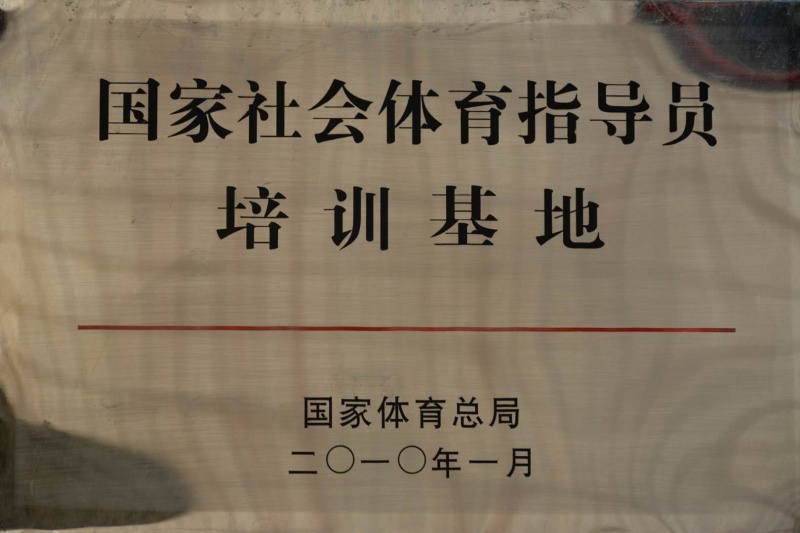 国家社会体育指导员
培训基地
国家体育总局
二〇一〇年一月